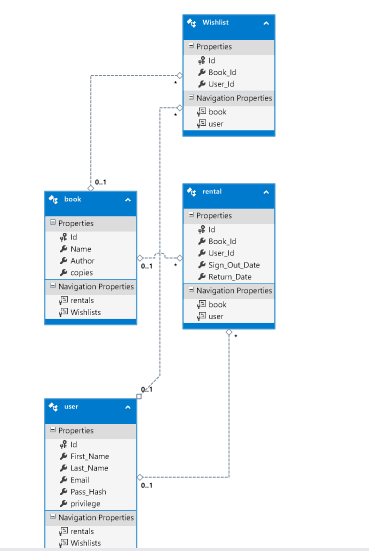 Wishlist
Properties
Id
Book_Id
User_Id
Navigation Properties
book
user
*
*
0..1
book
Properties
Id
Name
Author
copies
Navigation Properties
rentals
Wishlists
0..1
*
rental
Properties
Id
Book_Id
User_Id
Sign_Out_Date
Return_Date
Navigation Properties
book
user
*
0..1
user
Properties
Id
First_Name
Last_Name
Email
Pass_Hash
privilege
Navigation Properties
rentals
Wishlists
0..1